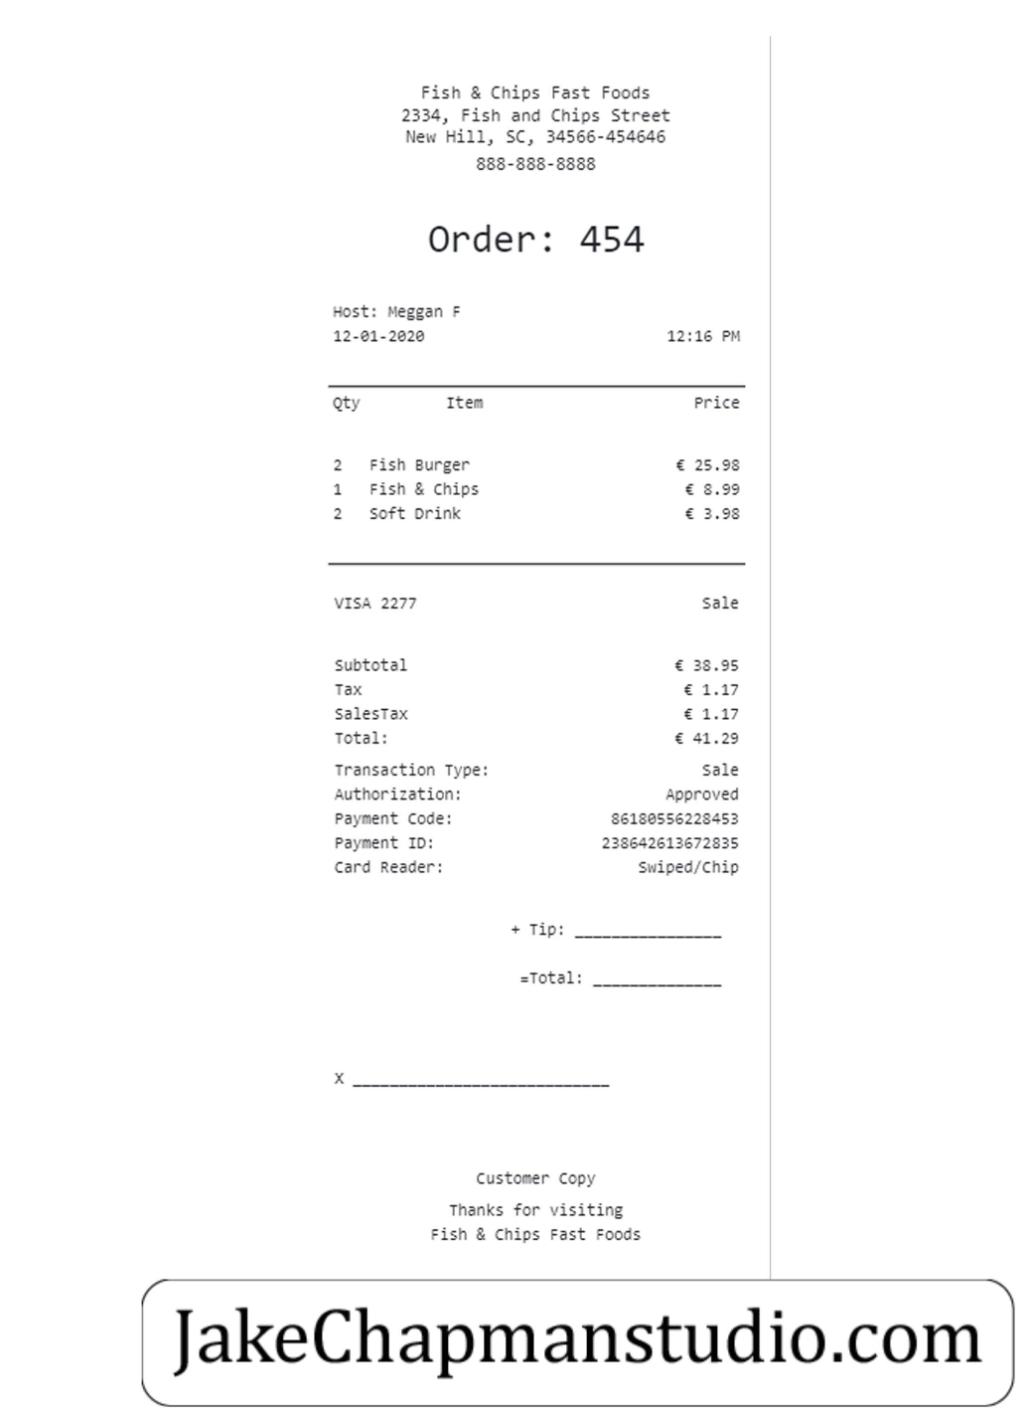 Fish & Chips Fast Foods
2334, Fish and Chips Street
New Hill, SC, 34566-454646
888-888-8888
Order: 454
Host: Meggan F
12-01-2020 12:16 PM
Qty Item Price
2 Fish Burger € 25.98
1 Fish & Chips € 8.99
2 Soft Drink € 3.98
VISA 2277 Sale
Subtotal € 38.95
Tax € 1.17
SalesTax € 1.17
Total: € 41.29
Transaction Type: Sale
Authorization: Approved
Payment Code: 86180556228453
Payment ID: 238642613672835
Card Reader: Swiped/Chip
+ Tip: ________________
=Total: ______________
X ____________________________
Customer Copy
Thanks for visiting
Fish & Chips Fast Foods
JakeChapmanstudio.com